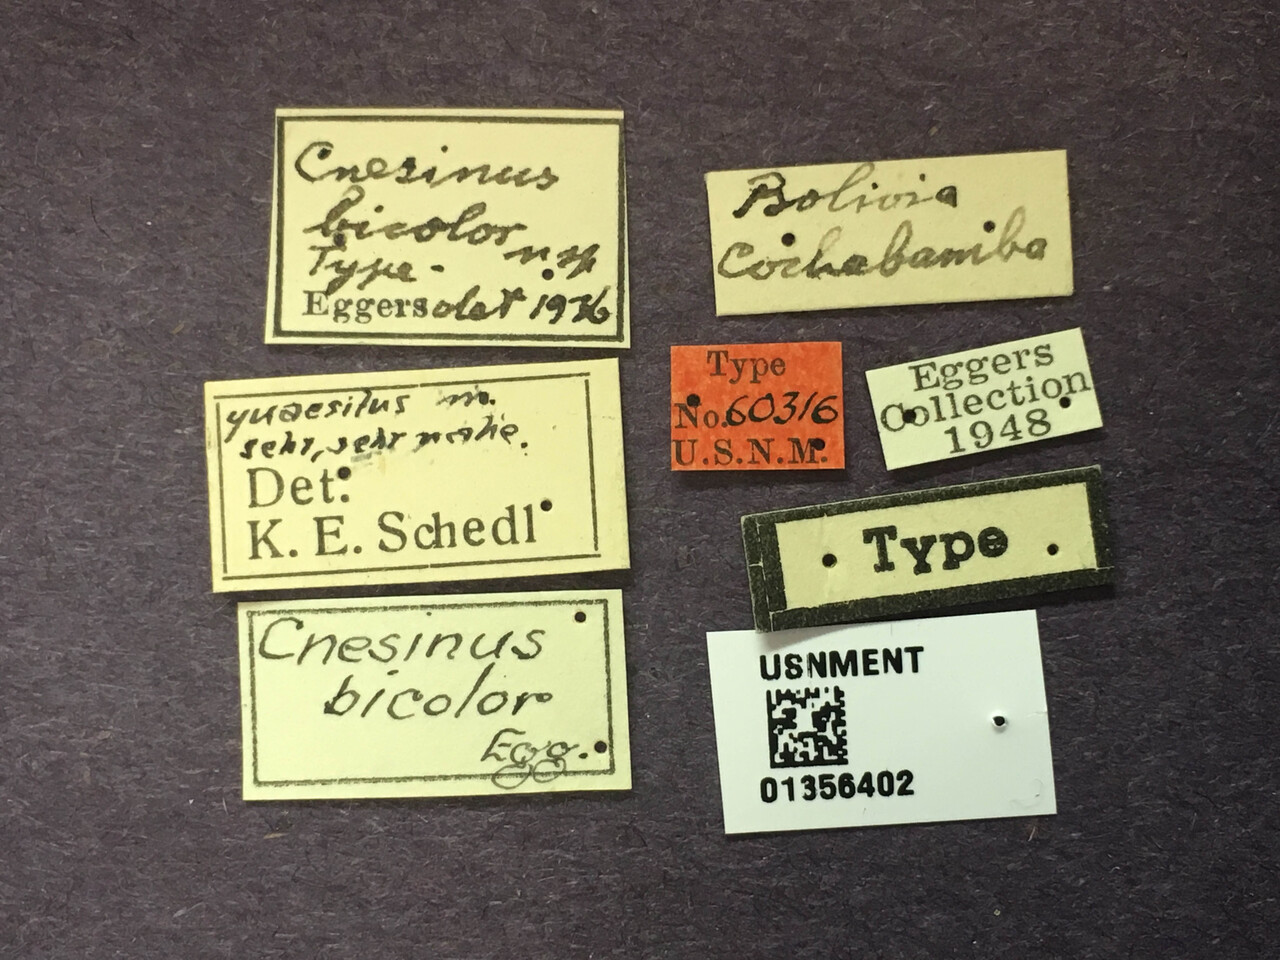 Cnesinus
bicolor
n sp
Type.
Eggers det 19
Bolivia
Cochabamba
quaesitus m.
sehr, sehr nahe.
Det:
K. E. Schedl
Type
No. 60316
U.S.N.M.
Eggers
Collection
1948
Type
Cnesinus
bicolor
Egg.
USNMENT
01356402